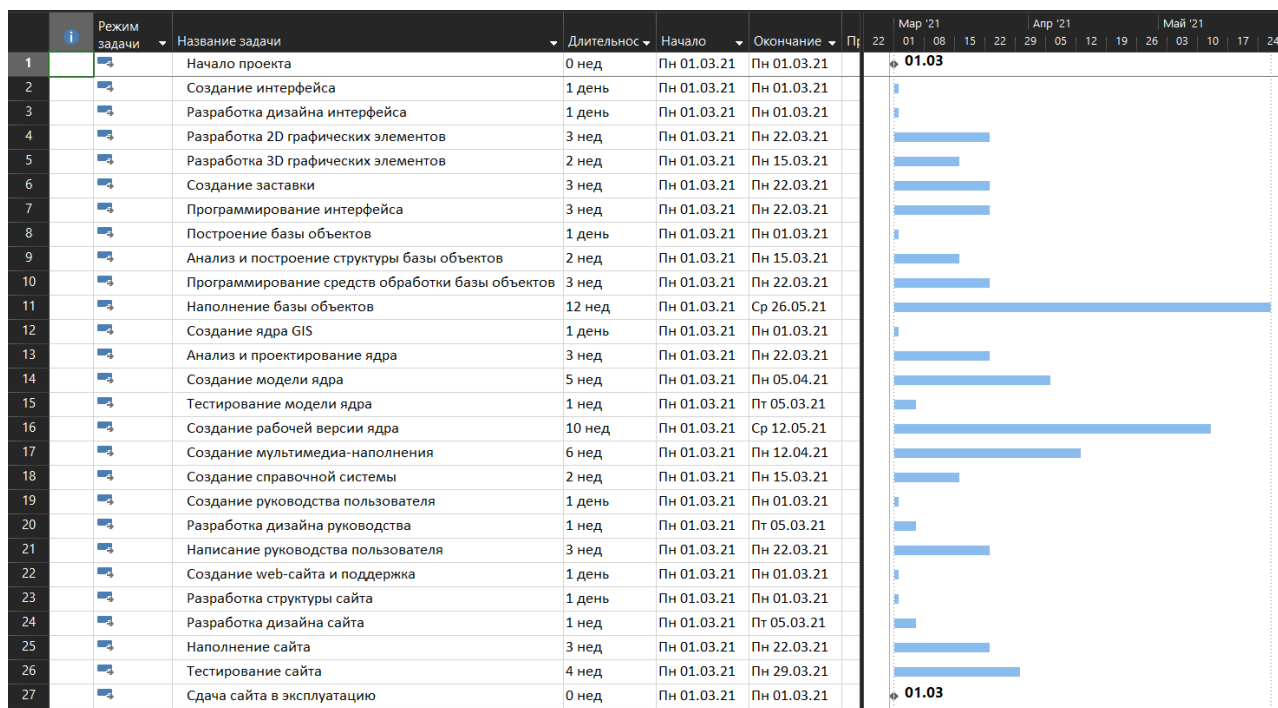 Мар '21 Апр '21 Май '21
Режим задачи Название задачи Длительнос Начало Окончание Пр 22 01 08 15 22 29 05 12 19 26 03 10 17 24
1 Начало проекта 0 нед Пн 01.03.21 Пн 01.03.21 01.03
2 Создание интерфейса 1 день Пн 01.03.21 Пн 01.03.21
3 Разработка дизайна интерфейса 1 день Пн 01.03.21 Пн 01.03.21
4 Разработка 2D графических элементов 3 нед Пн 01.03.21 Пн 22.03.21
5 Разработка 3D графических элементов 2 нед Пн 01.03.21 Пн 15.03.21
6 Создание заставки 3 нед Пн 01.03.21 Пн 22.03.21
7 Программирование интерфейса 3 нед Пн 01.03.21 Пн 22.03.21
8 Построение базы объектов 1 день Пн 01.03.21 Пн 01.03.21
9 Анализ и построение структуры базы объектов 2 нед Пн 01.03.21 Пн 15.03.21
10 Программирование средств обработки базы объектов 3 нед Пн 01.03.21 Пн 22.03.21
11 Наполнение базы объектов 12 нед Пн 01.03.21 Ср 26.05.21
12 Создание ядра GIS 1 день Пн 01.03.21 Пн 01.03.21
13 Анализ и проектирование ядра 3 нед Пн 01.03.21 Пн 22.03.21
14 Создание модели ядра 5 нед Пн 01.03.21 Пн 05.04.21
15 Тестирование модели ядра 1 нед Пн 01.03.21 Пт 05.03.21
16 Создание рабочей версии ядра 10 нед Пн 01.03.21 Ср 12.05.21
17 Создание мультимедиа-наполнения 6 нед Пн 01.03.21 Пн 12.04.21
18 Создание справочной системы 2 нед Пн 01.03.21 Пн 15.03.21
19 Создание руководства пользователя 1 день Пн 01.03.21 Пн 01.03.21
20 Разработка дизайна руководства 1 нед Пн 01.03.21 Пт 05.03.21
21 Написание руководства пользователя 3 нед Пн 01.03.21 Пн 22.03.21
22 Создание web-сайта и поддержка 1 день Пн 01.03.21 Пн 01.03.21
23 Разработка структуры сайта 1 день Пн 01.03.21 Пн 01.03.21
24 Разработка дизайна сайта 1 нед Пн 01.03.21 Пт 05.03.21
25 Наполнение сайта 3 нед Пн 01.03.21 Пн 22.03.21
26 Тестирование сайта 4 нед Пн 01.03.21 Пн 29.03.21
27 Сдача сайта в эксплуатацию 0 нед Пн 01.03.21 Пн 01.03.21 01.03